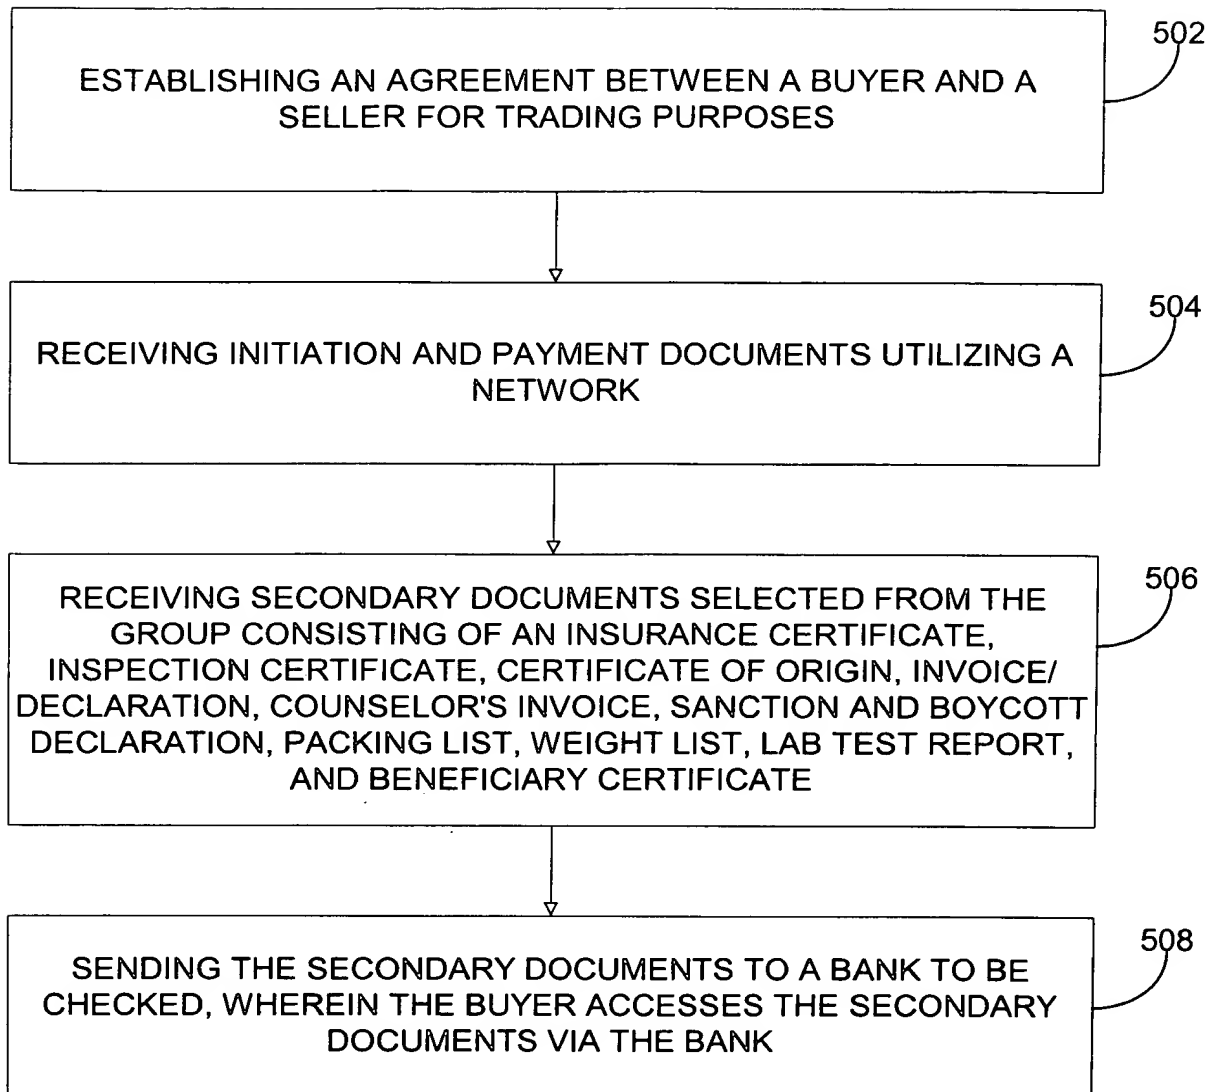 502
ESTABLISHING AN AGREEMENT BETWEEN A BUYER AND A
SELLER FOR TRADING PURPOSES
504
RECEIVING INITIATION AND PAYMENT DOCUMENTS UTILIZING A
NETWORK
506
RECEIVING SECONDARY DOCUMENTS SELECTED FROM THE
GROUP CONSISTING OF AN INSURANCE CERTIFICATE,
INSPECTION CERTIFICATE, CERTIFICATE OF ORIGIN, INVOICE/
DECLARATION, COUNSELOR'S INVOICE, SANCTION AND BOYCOTT
DECLARATION, PACKING LIST, WEIGHT LIST, LAB TEST REPORT,
AND BENEFICIARY CERTIFICATE
508
SENDING THE SECONDARY DOCUMENTS TO A BANK TO BE
CHECKED, WHEREIN THE BUYER ACCESSES THE SECONDARY
DOCUMENTS VIA THE BANK